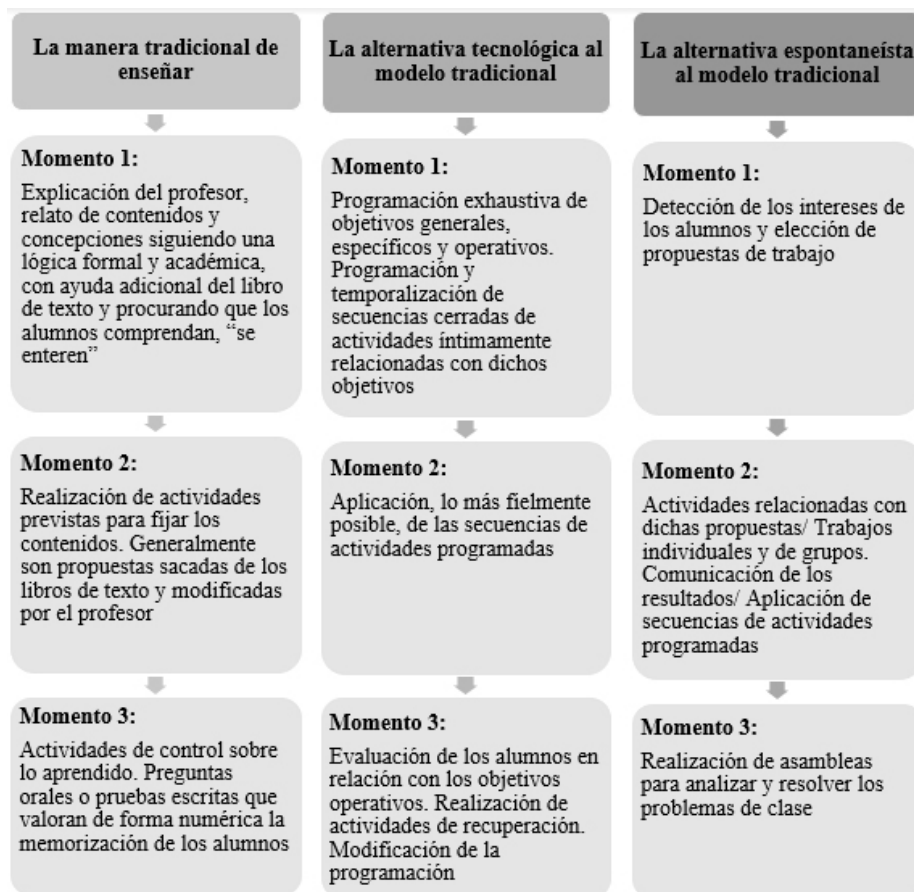 La manera tradicional de
enseñar
Momento 1:
Explicación del profesor,
relato de contenidos y
concepciones siguiendo una
lógica formal y académica,
con ayuda adicional del libro
de texto y procurando que los
alumnos comprendan, “se
enteren”
Momento 2:
Realización de actividades
previstas para fijar los
contenidos. Generalmente
son propuestas sacadas de los
libros de texto y modificadas
por el profesor
Momento 3:
Actividades de control sobre
lo aprendido. Preguntas
orales o pruebas escritas que
valoran de forma numérica la
memorización de los alumnos
La alternativa tecnológica al
modelo tradicional
Momento 1:
Programación exhaustiva de
objetivos generales,
específicos y operativos.
Programación y
temporalización de
secuencias cerradas de
actividades íntimamente
relacionadas con dichos
objetivos
Momento 2:
Aplicación, lo más fielmente
posible, de las secuencias de
actividades programadas
Momento 3:
Evaluación de los alumnos en
relación con los objetivos
operativos. Realización de
actividades de recuperación.
Modificación de la
programación
La alternativa espontaneísta
al modelo tradicional
Momento 1:
Detección de los intereses de
los alumnos y elección de
propuestas de trabajo
Momento 2:
Actividades relacionadas con
dichas propuestas/ Trabajos
individuales y de grupos.
Comunicación de los
resultados/ Aplicación de
secuencias de actividades
programadas
Momento 3:
Realización de asambleas
para analizar y resolver los
problemas de clase